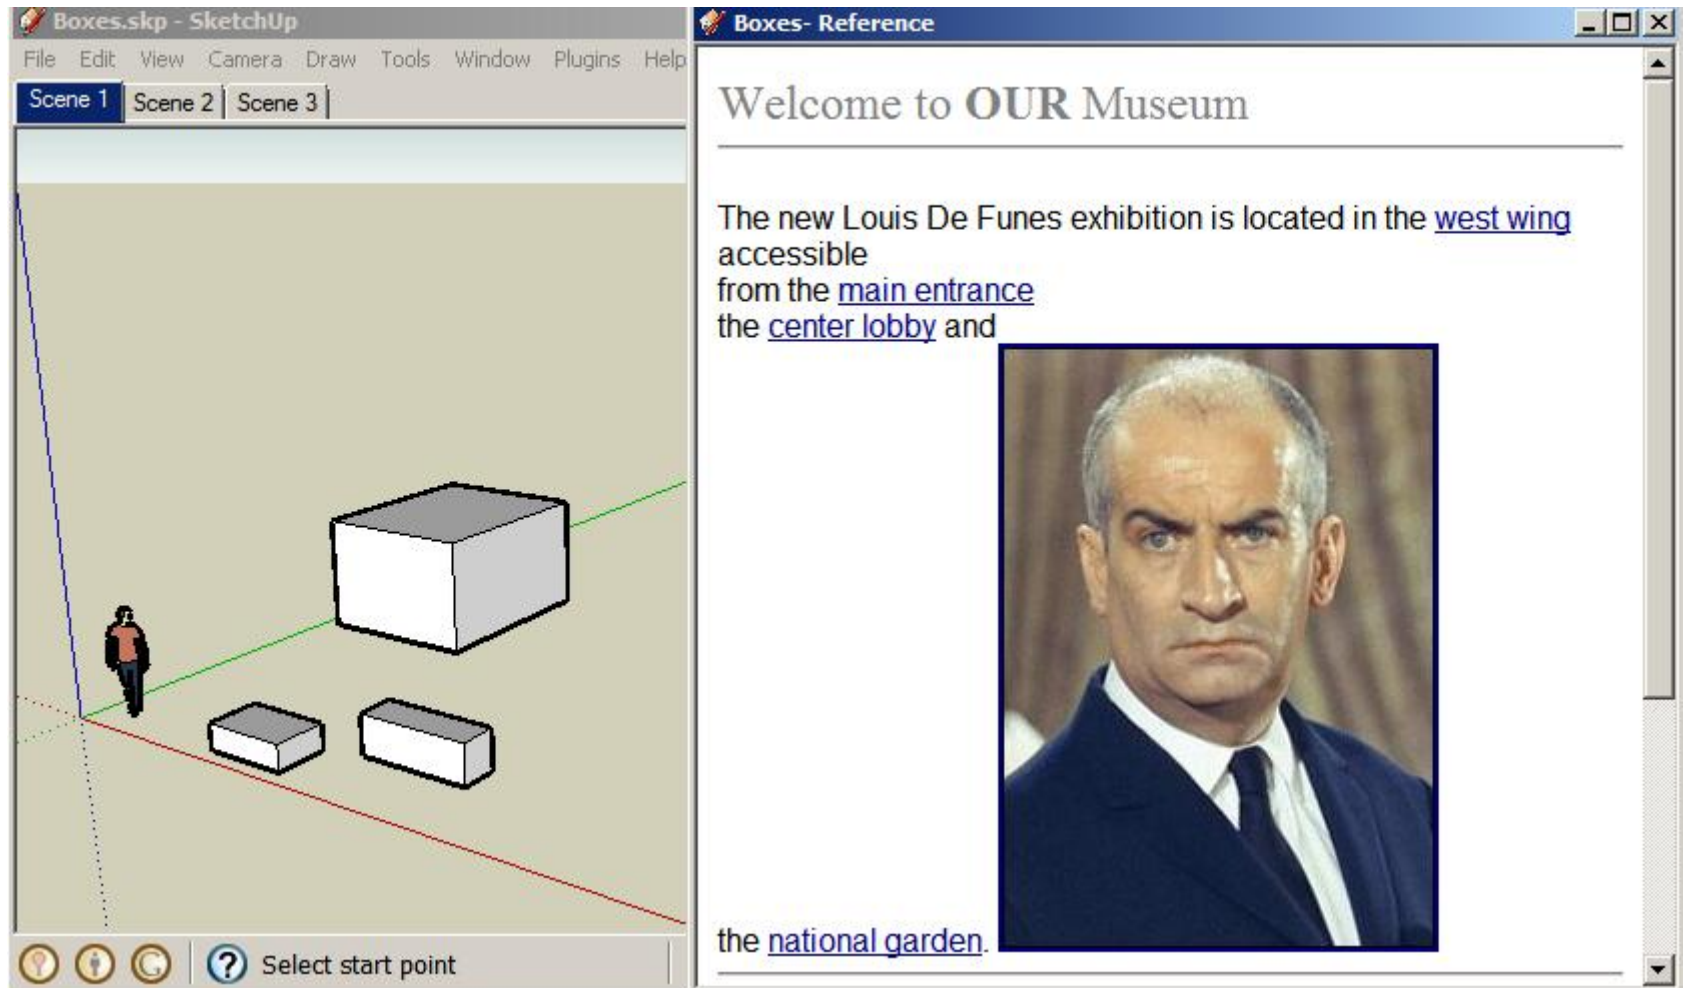 Boxes.skp - SketchUp
File Edit View Camera Draw Tools Window Plugins Help
Scene 1 Scene 2 Scene 3
Select start point
Boxes- Reference
Welcome to OUR Museum
The new Louis De Funes exhibition is located in the west wing
accessible
from the main entrance
the center lobby and
the national garden.